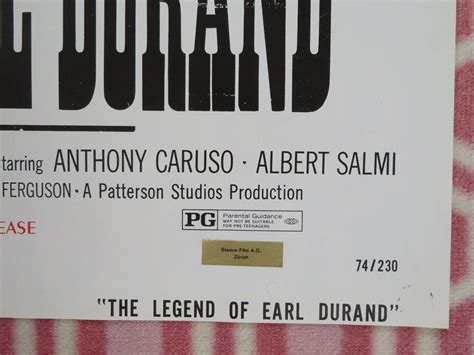 L DURAND
starring ANTHONY CARUSO · ALBERT SALMI
FERGUSON · A Patterson Studios Production
EASE
PG Parental Guidance
MAY NOT BE SUITABLE
FOR PRE-TEENAGERS
Stamm-Film A.G.
Zürich
74/230
"THE LEGEND OF EARL DURAND"